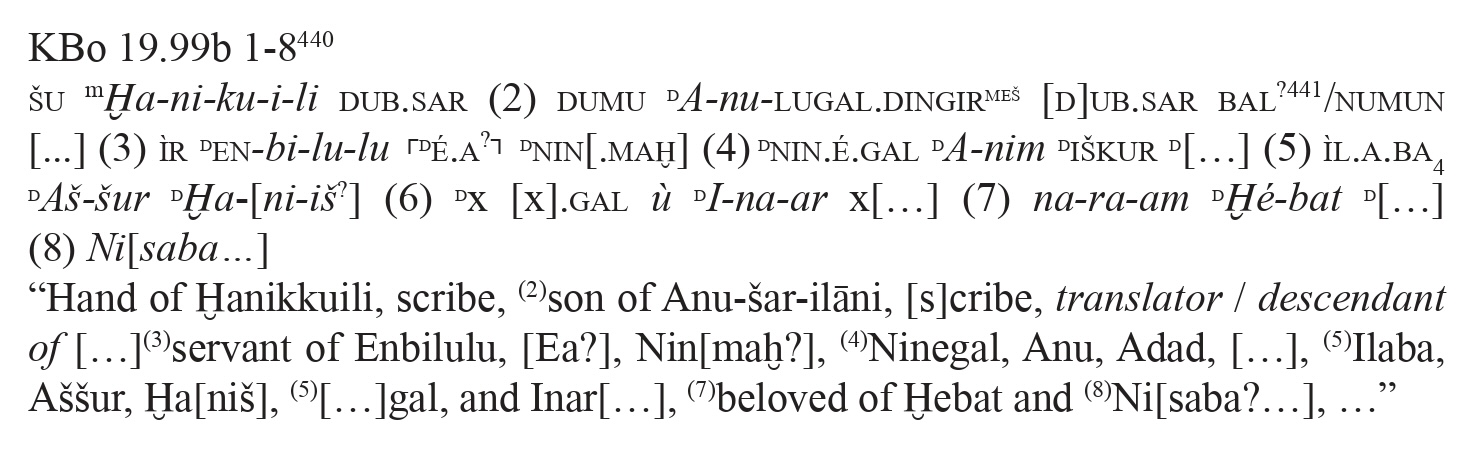 KBo 19.99b 1-8⁴⁴⁰
ŠU ᵐḪa-ni-ku-i-li DUB.SAR (2) DUMU ᴰA-nu-LUGAL.DINGIRᴹᴱˢ̌ [D]UB.SAR BAL?⁴⁴¹/NUMUN
[...] (3) ÌR ᴰEN-bi-lu-lu ⸢ᴰÉ.A?⸣ ᴰNIN[.MAḪ] (4) ᴰNIN.É.GAL ᴰA-nim ᴰIŠKUR ᴰ[…] (5) ÌL.A.BA₄
ᴰAš-šur ᴰḪa-[ni-iš?] (6) ᴰx [x].GAL ù ᴰI-na-ar x[…] (7) na-ra-am ᴰḪé-bat ᴰ[…]
(8) Ni[saba…]
“Hand of Ḫanikkuili, scribe, ⁽²⁾son of Anu-šar-ilāni, [s]cribe, translator / descendant
of […]⁽³⁾servant of Enbilulu, [Ea?], Nin[maḫ?], ⁽⁴⁾Ninegal, Anu, Adad, […], ⁽⁵⁾Ilaba,
Aššur, Ḫa[niš], ⁽⁵⁾[…]gal, and Inar[…], ⁽⁷⁾beloved of Ḫebat and ⁽⁸⁾Ni[saba?…], …”